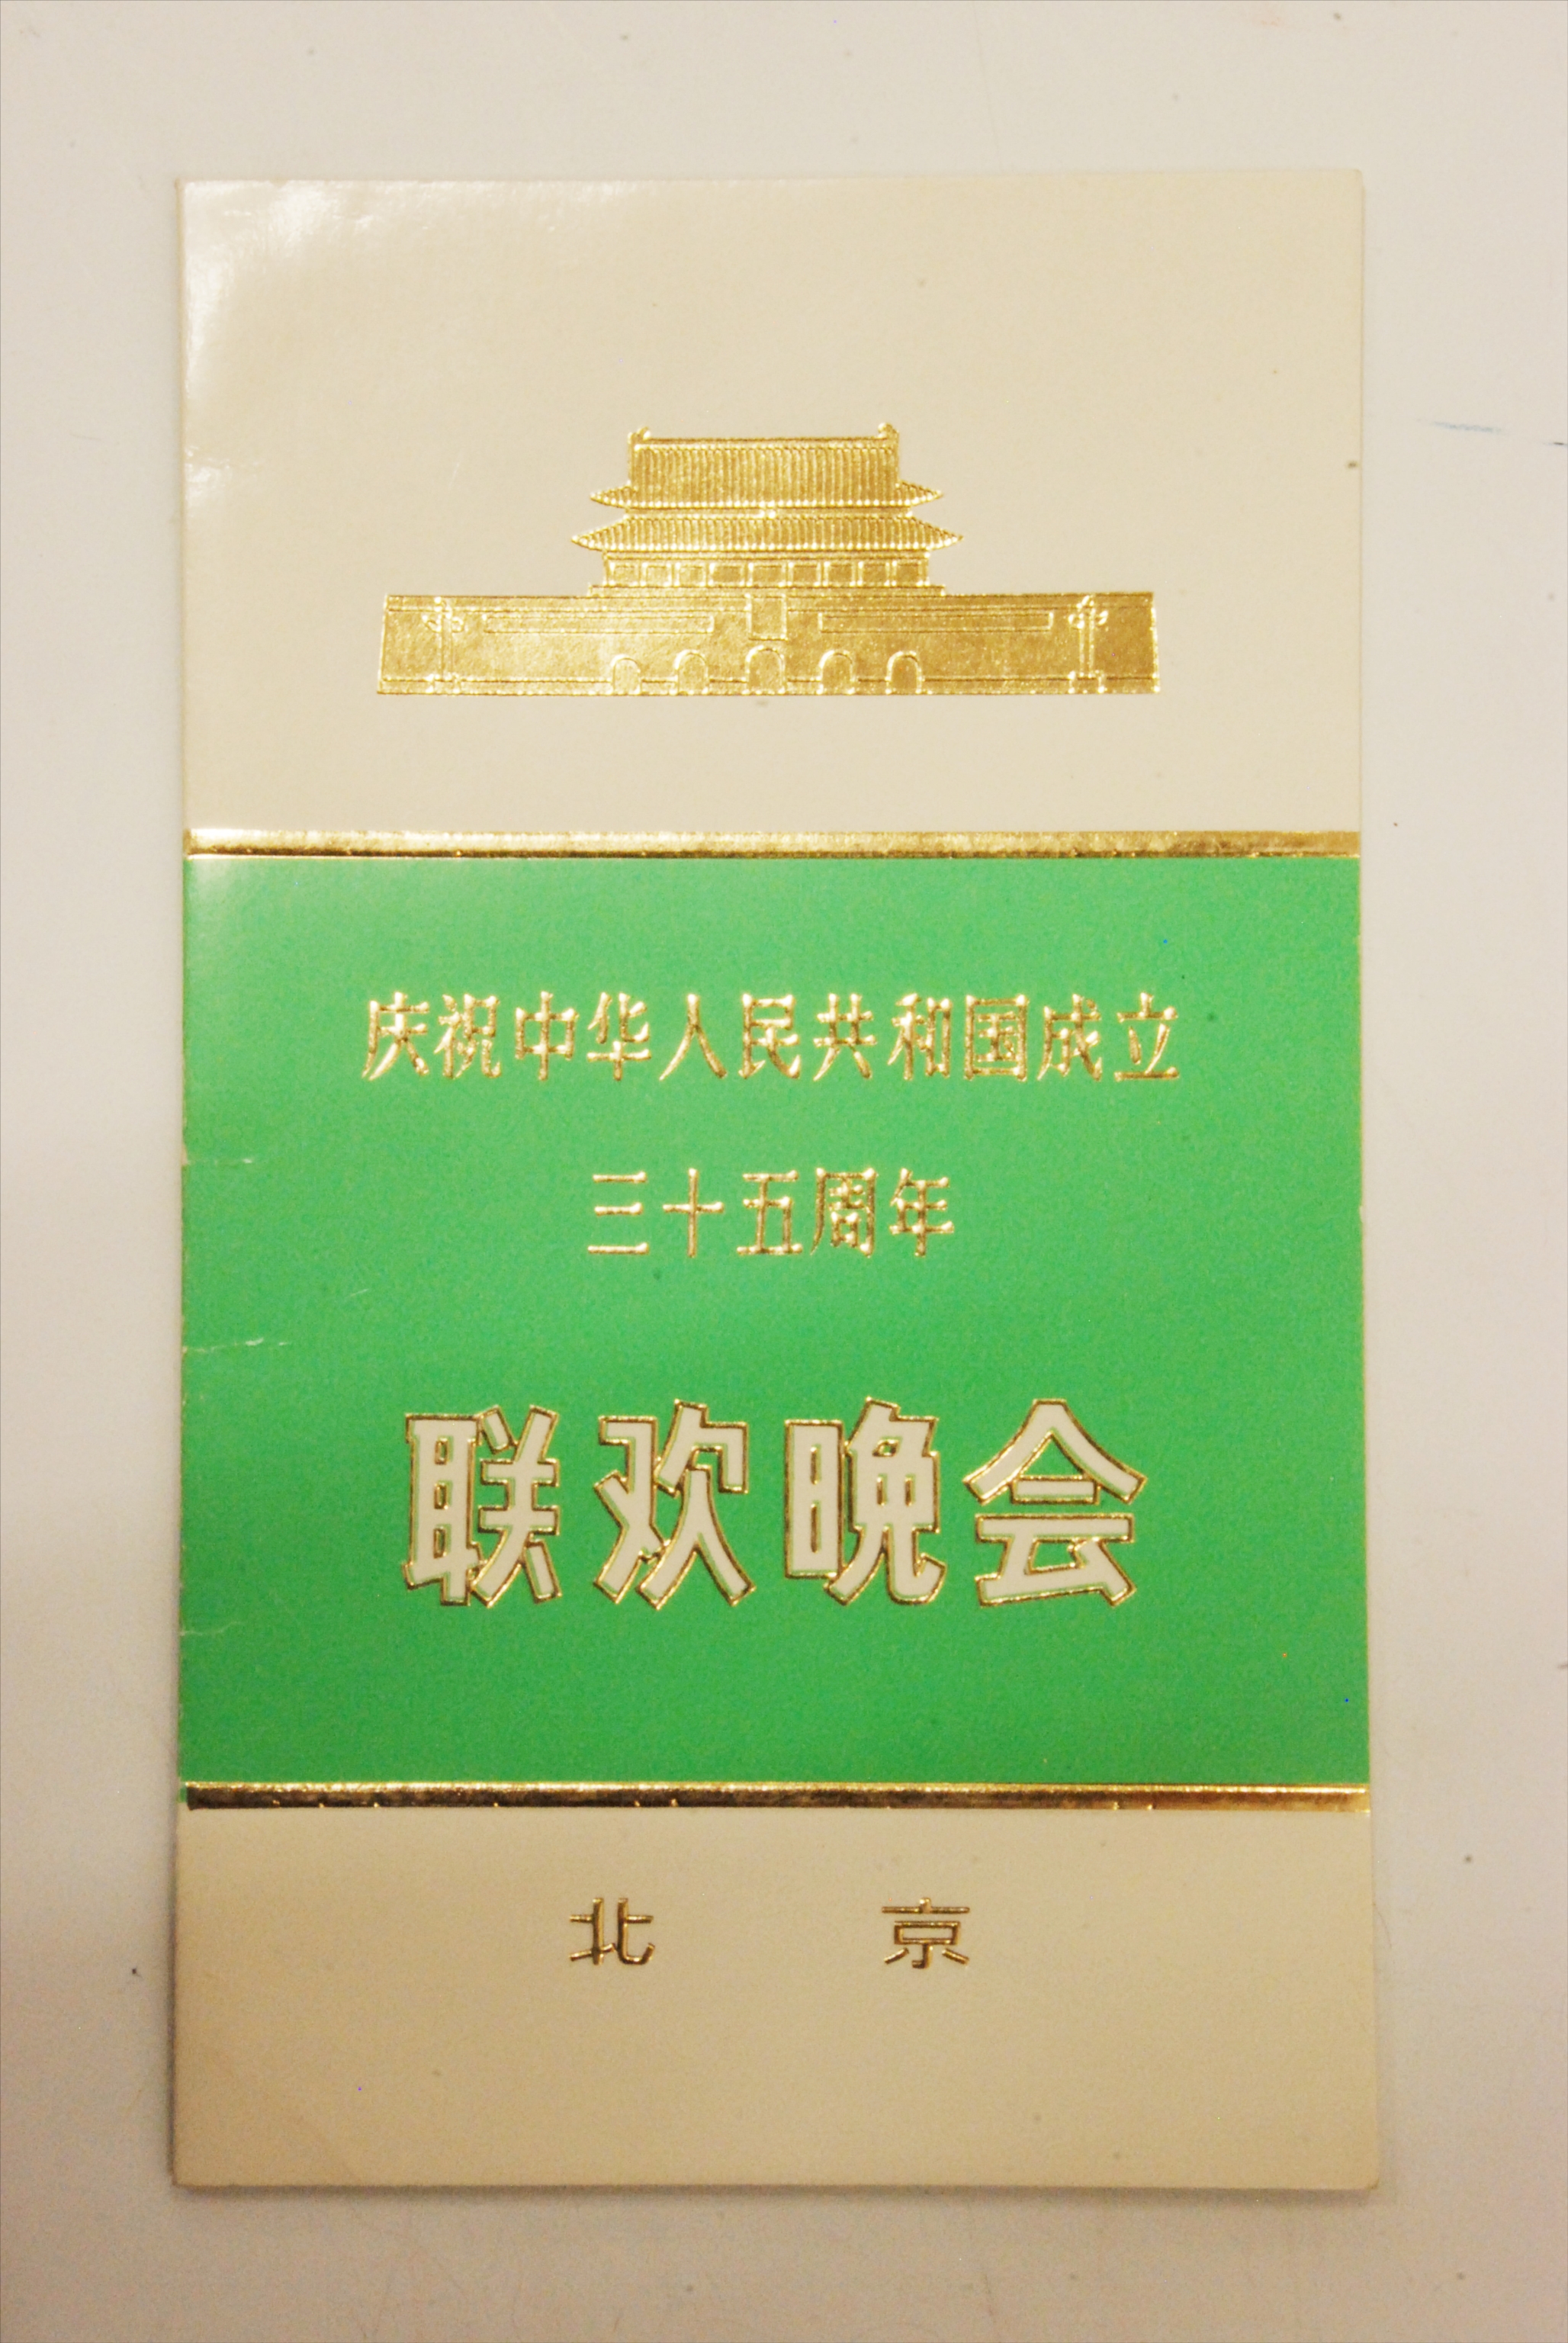 庆祝中华人民共和国成立
三十五周年
联欢晚会
北京